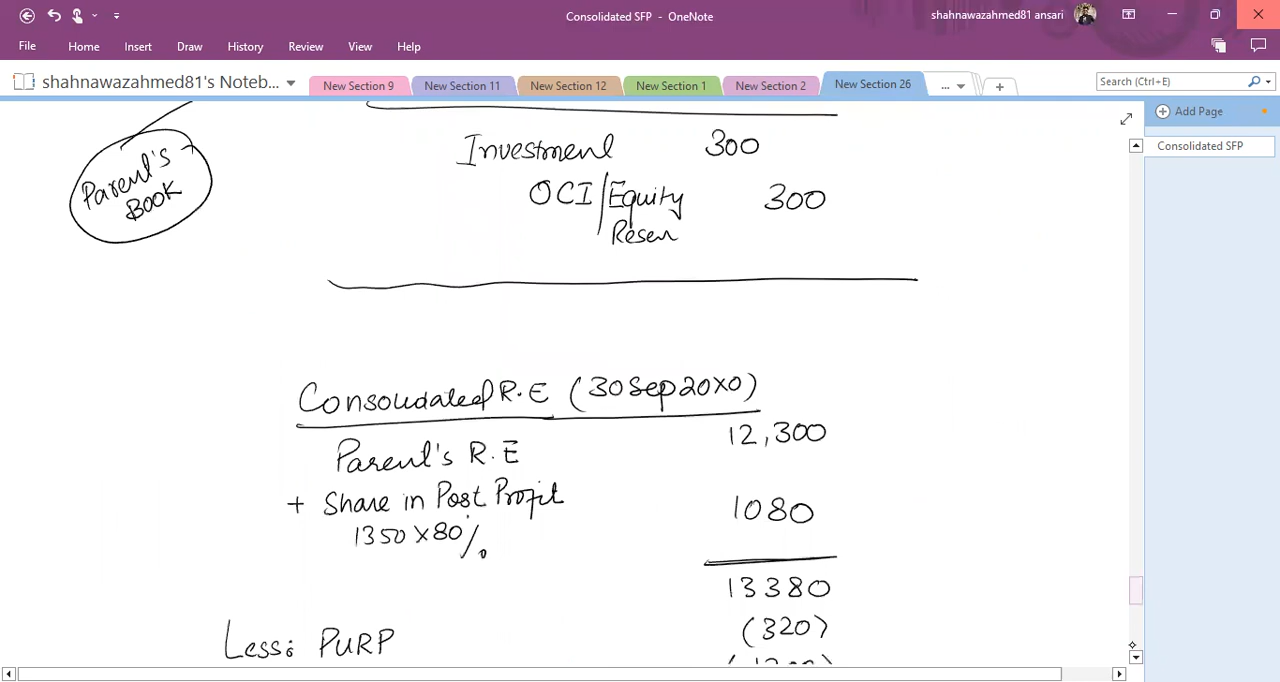 Consolidated SFP - OneNote
shahnawazahmed81 ansari
File Home Insert Draw History Review View Help
shahnawazahmed81's Noteb... New Section 9 New Section 11 New Section 12 New Section 1 New Section 2 New Section 26 ... Search (Ctrl+E)
Add Page
Consolidated SFP
Parent's
BOOK
Investment 300
OCI/Equity 300
Reser
Consolidated R.E (30 Sep 20X0)
Parent's R.E 12,300
+ Share in Post Profit 1080
1350 X 80%
13380
Less: PURP (320)